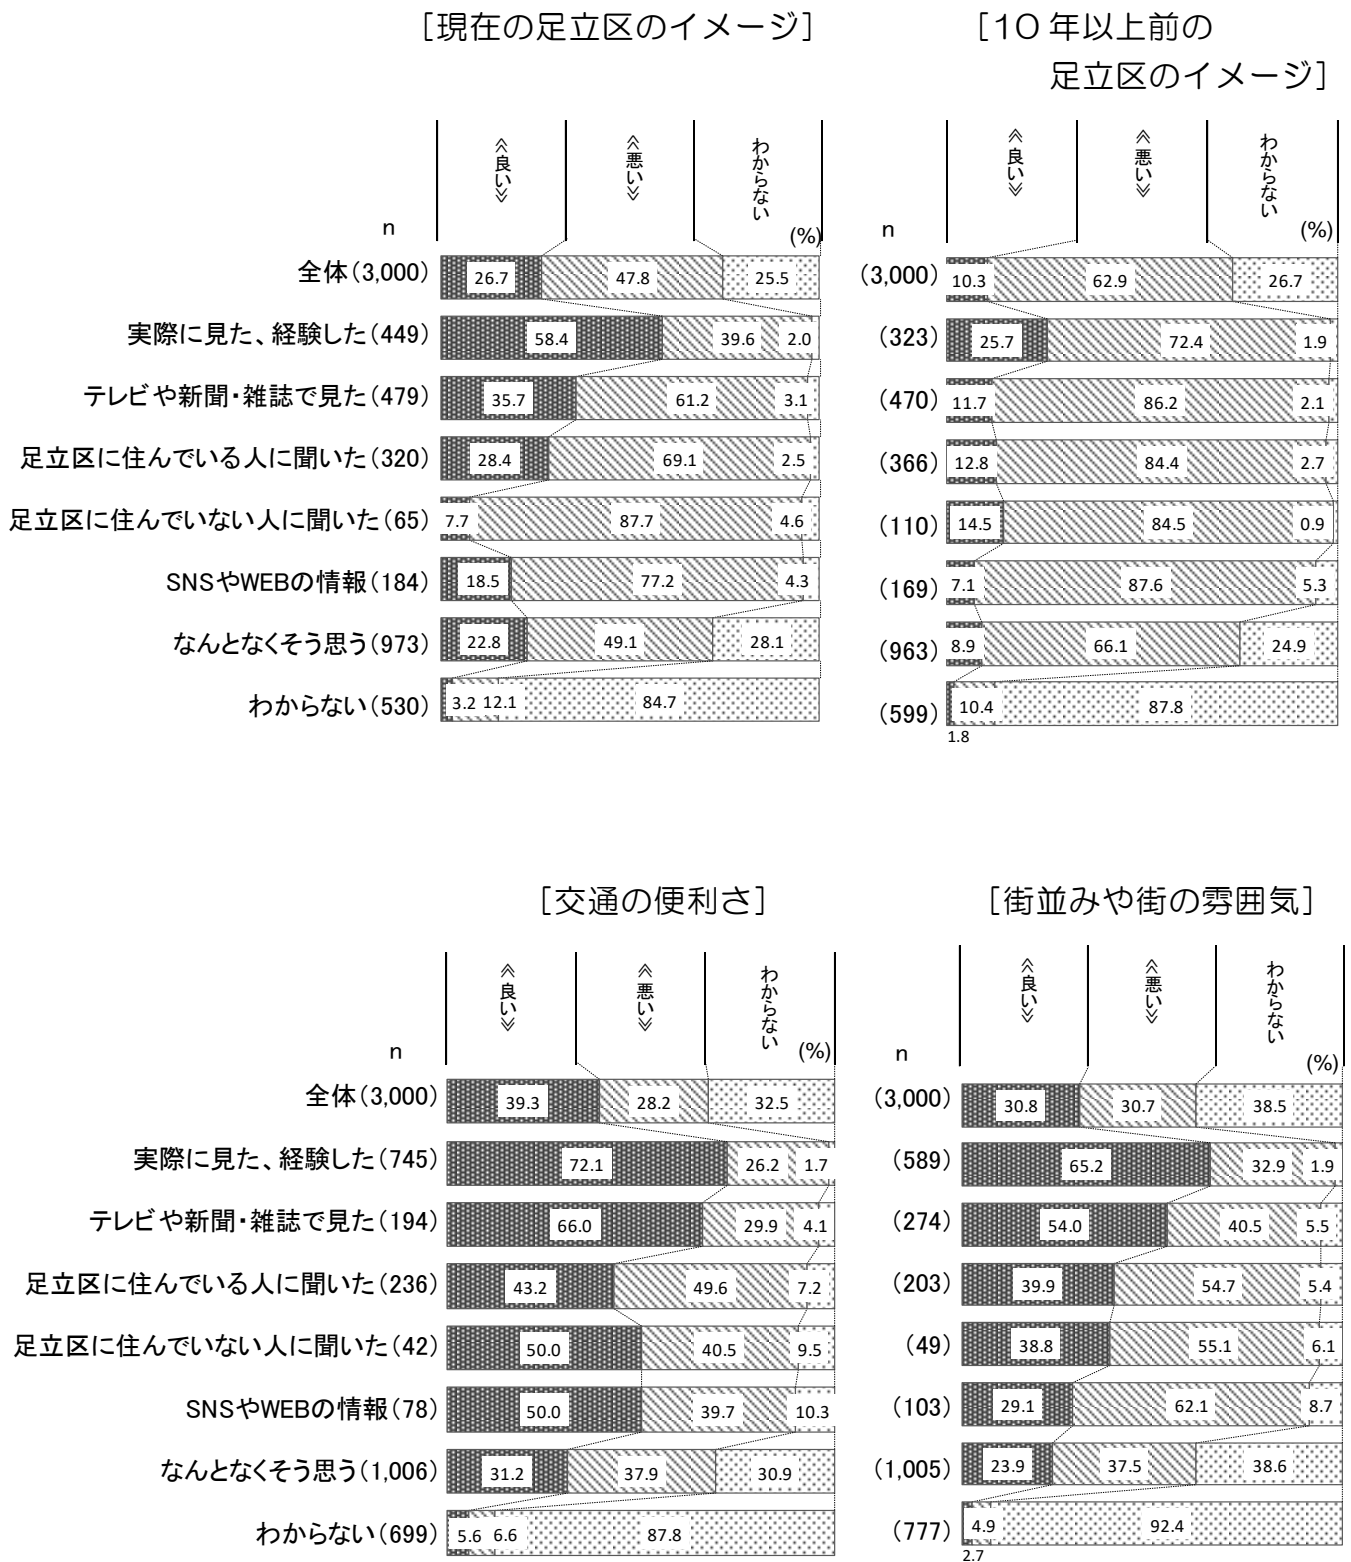 [現在の足立区のイメージ]
[10年以上前の
足立区のイメージ]
≪良い≫
≪悪い≫
わからない
n
(%)
全体(3,000) 26.7 47.8 25.5
実際に見た、経験した(449) 58.4 39.6 2.0
テレビや新聞・雑誌で見た(479) 35.7 61.2 3.1
足立区に住んでいる人に聞いた(320) 28.4 69.1 2.5
足立区に住んでいない人に聞いた(65) 7.7 87.7 4.6
SNSやWEBの情報(184) 18.5 77.2 4.3
なんとなくそう思う(973) 22.8 49.1 28.1
わからない(530) 3.2 12.1 84.7
≪良い≫
≪悪い≫
わからない
n
(%)
(3,000) 10.3 62.9 26.7
(323) 25.7 72.4 1.9
(470) 11.7 86.2 2.1
(366) 12.8 84.4 2.7
(110) 14.5 84.5 0.9
(169) 7.1 87.6 5.3
(963) 8.9 66.1 24.9
(599) 10.4 87.8
1.8
[交通の便利さ]
≪良い≫
≪悪い≫
わからない
n
(%)
全体(3,000) 39.3 28.2 32.5
実際に見た、経験した(745) 72.1 26.2 1.7
テレビや新聞・雑誌で見た(194) 66.0 29.9 4.1
足立区に住んでいる人に聞いた(236) 43.2 49.6 7.2
足立区に住んでいない人に聞いた(42) 50.0 40.5 9.5
SNSやWEBの情報(78) 50.0 39.7 10.3
なんとなくそう思う(1,006) 31.2 37.9 30.9
わからない(699) 5.6 6.6 87.8
[街並みや街の雰囲気]
≪良い≫
≪悪い≫
わからない
n
(%)
(3,000) 30.8 30.7 38.5
(589) 65.2 32.9 1.9
(274) 54.0 40.5 5.5
(203) 39.9 54.7 5.4
(49) 38.8 55.1 6.1
(103) 29.1 62.1 8.7
(1,005) 23.9 37.5 38.6
(777) 4.9 92.4
2.7